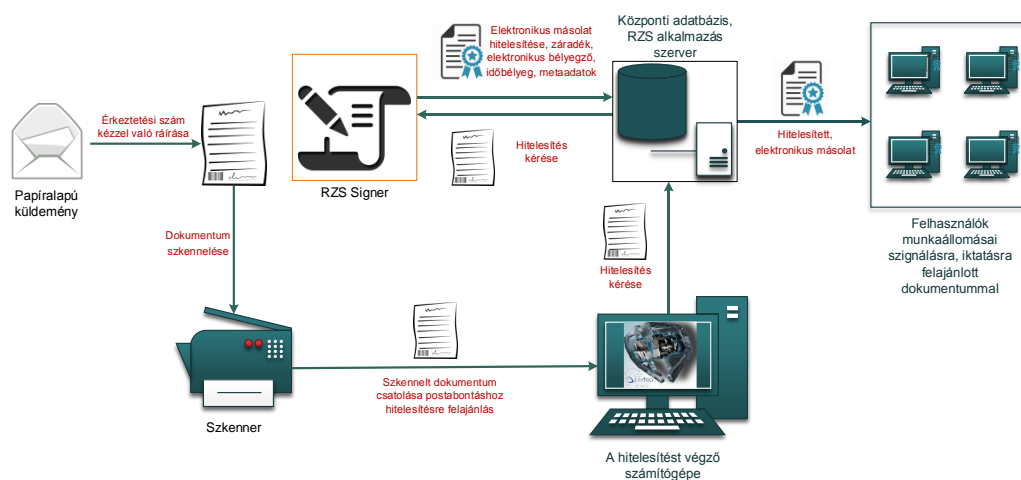 Elektronikus másolat
hitelesítése, záradék,
elektronikus bélyegző,
időbélyeg, metaadatok
Központi adatbázis,
RZS alkalmazás
szerver
Érkeztetési szám
kézzel való ráírása
Hitelesítés
kérése
Hitelesített,
elektronikus másolat
Papíralapú
küldemény
RZS Signer
Felhasználók
munkaállomásai
szignálásra, iktatásra
felajánlott
dokumentummal
Dokumentum
szkennelése
Hitelesítés
kérése
Szkennelt dokumentum
csatolása postabontáshoz
hitelesítésre felajánlás
Szkenner
A hitelesítést végző
számítógépe